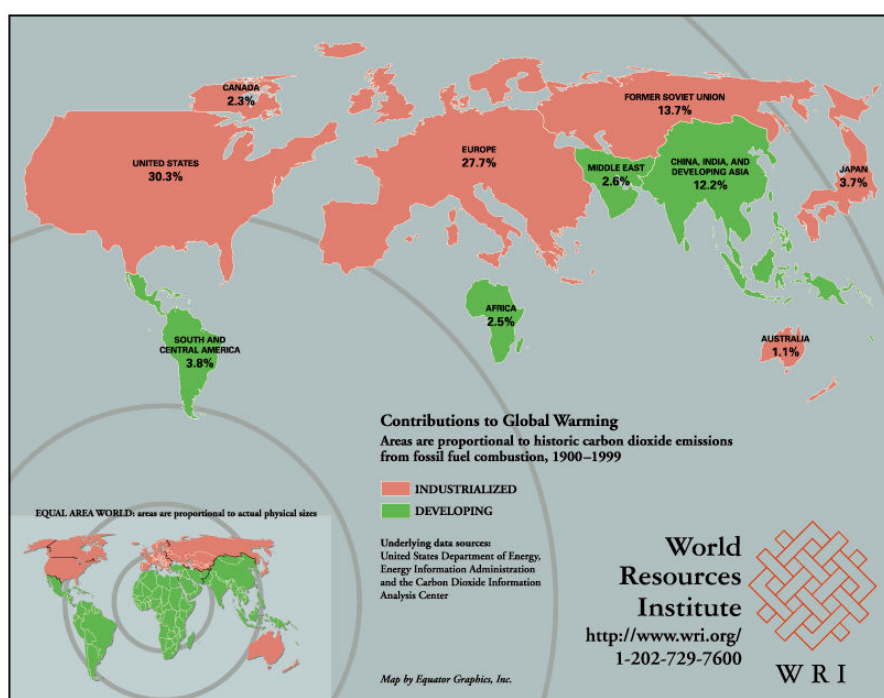 CANADA
2.3%
UNITED STATES
30.3%
EUROPE
27.7%
FORMER SOVIET UNION
13.7%
MIDDLE EAST
2.6%
CHINA, INDIA, AND
DEVELOPING ASIA
12.2%
JAPAN
3.7%
SOUTH AND
CENTRAL AMERICA
3.8%
AFRICA
2.5%
AUSTRALIA
1.1%
Contributions to Global Warming
Areas are proportional to historic carbon dioxide emissions
from fossil fuel combustion, 1900–1999
INDUSTRIALIZED
DEVELOPING
Underlying data sources:
United States Department of Energy,
Energy Information Administration
and the Carbon Dioxide Information
Analysis Center
Map by Equator Graphics, Inc.
EQUAL AREA WORLD: areas are proportional to actual physical sizes
World
Resources
Institute
http://www.wri.org/
1-202-729-7600
W R I